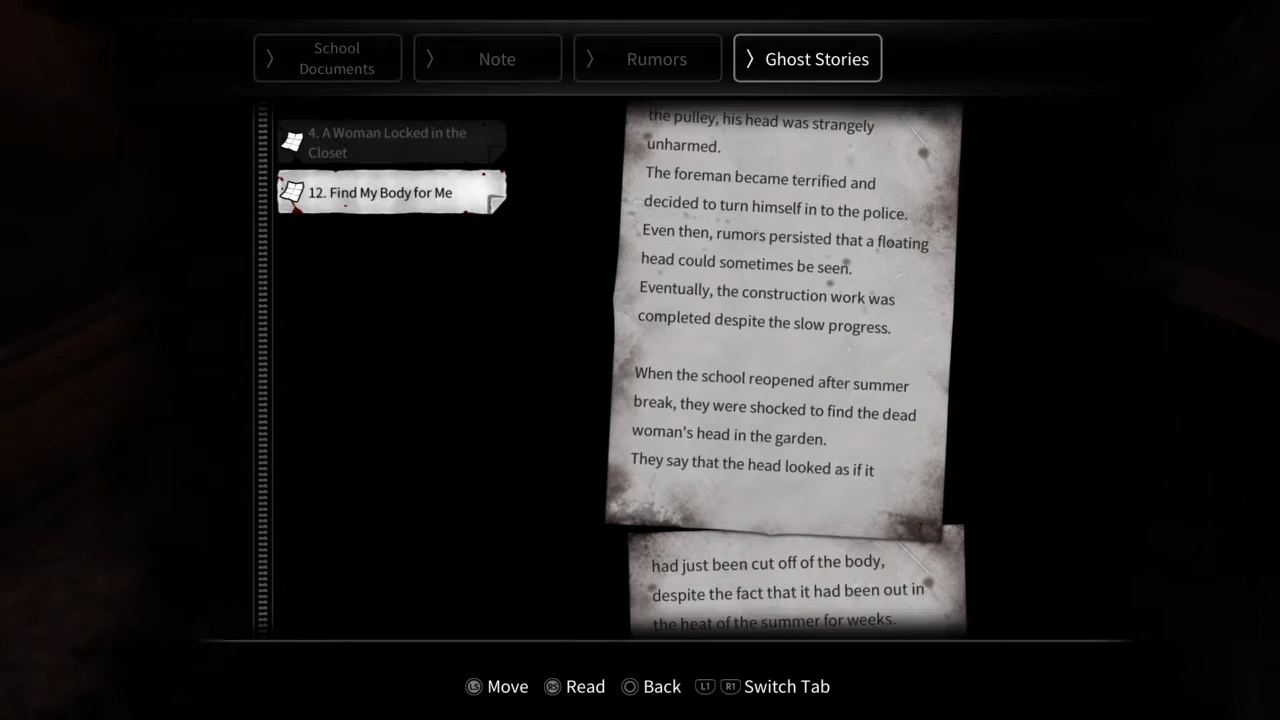 School
Documents
Note
Rumors
Ghost Stories
4. A Woman Locked in the
Closet
12. Find My Body for Me
the pulley, his head was strangely
unharmed.
The foreman became terrified and
decided to turn himself in to the police.
Even then, rumors persisted that a floating
head could sometimes be seen.
Eventually, the construction work was
completed despite the slow progress.
When the school reopened after summer
break, they were shocked to find the dead
woman's head in the garden.
They say that the head looked as if it
had just been cut off of the body,
despite the fact that it had been out in
the heat of the summer for weeks.
LS Move RS Read Back L1 R1 Switch Tab